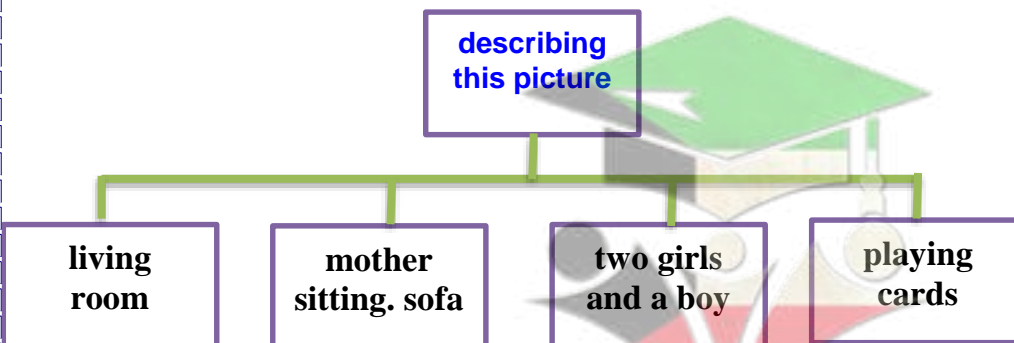 describing
this picture
living
room
mother
sitting. sofa
two girls
and a boy
playing
cards